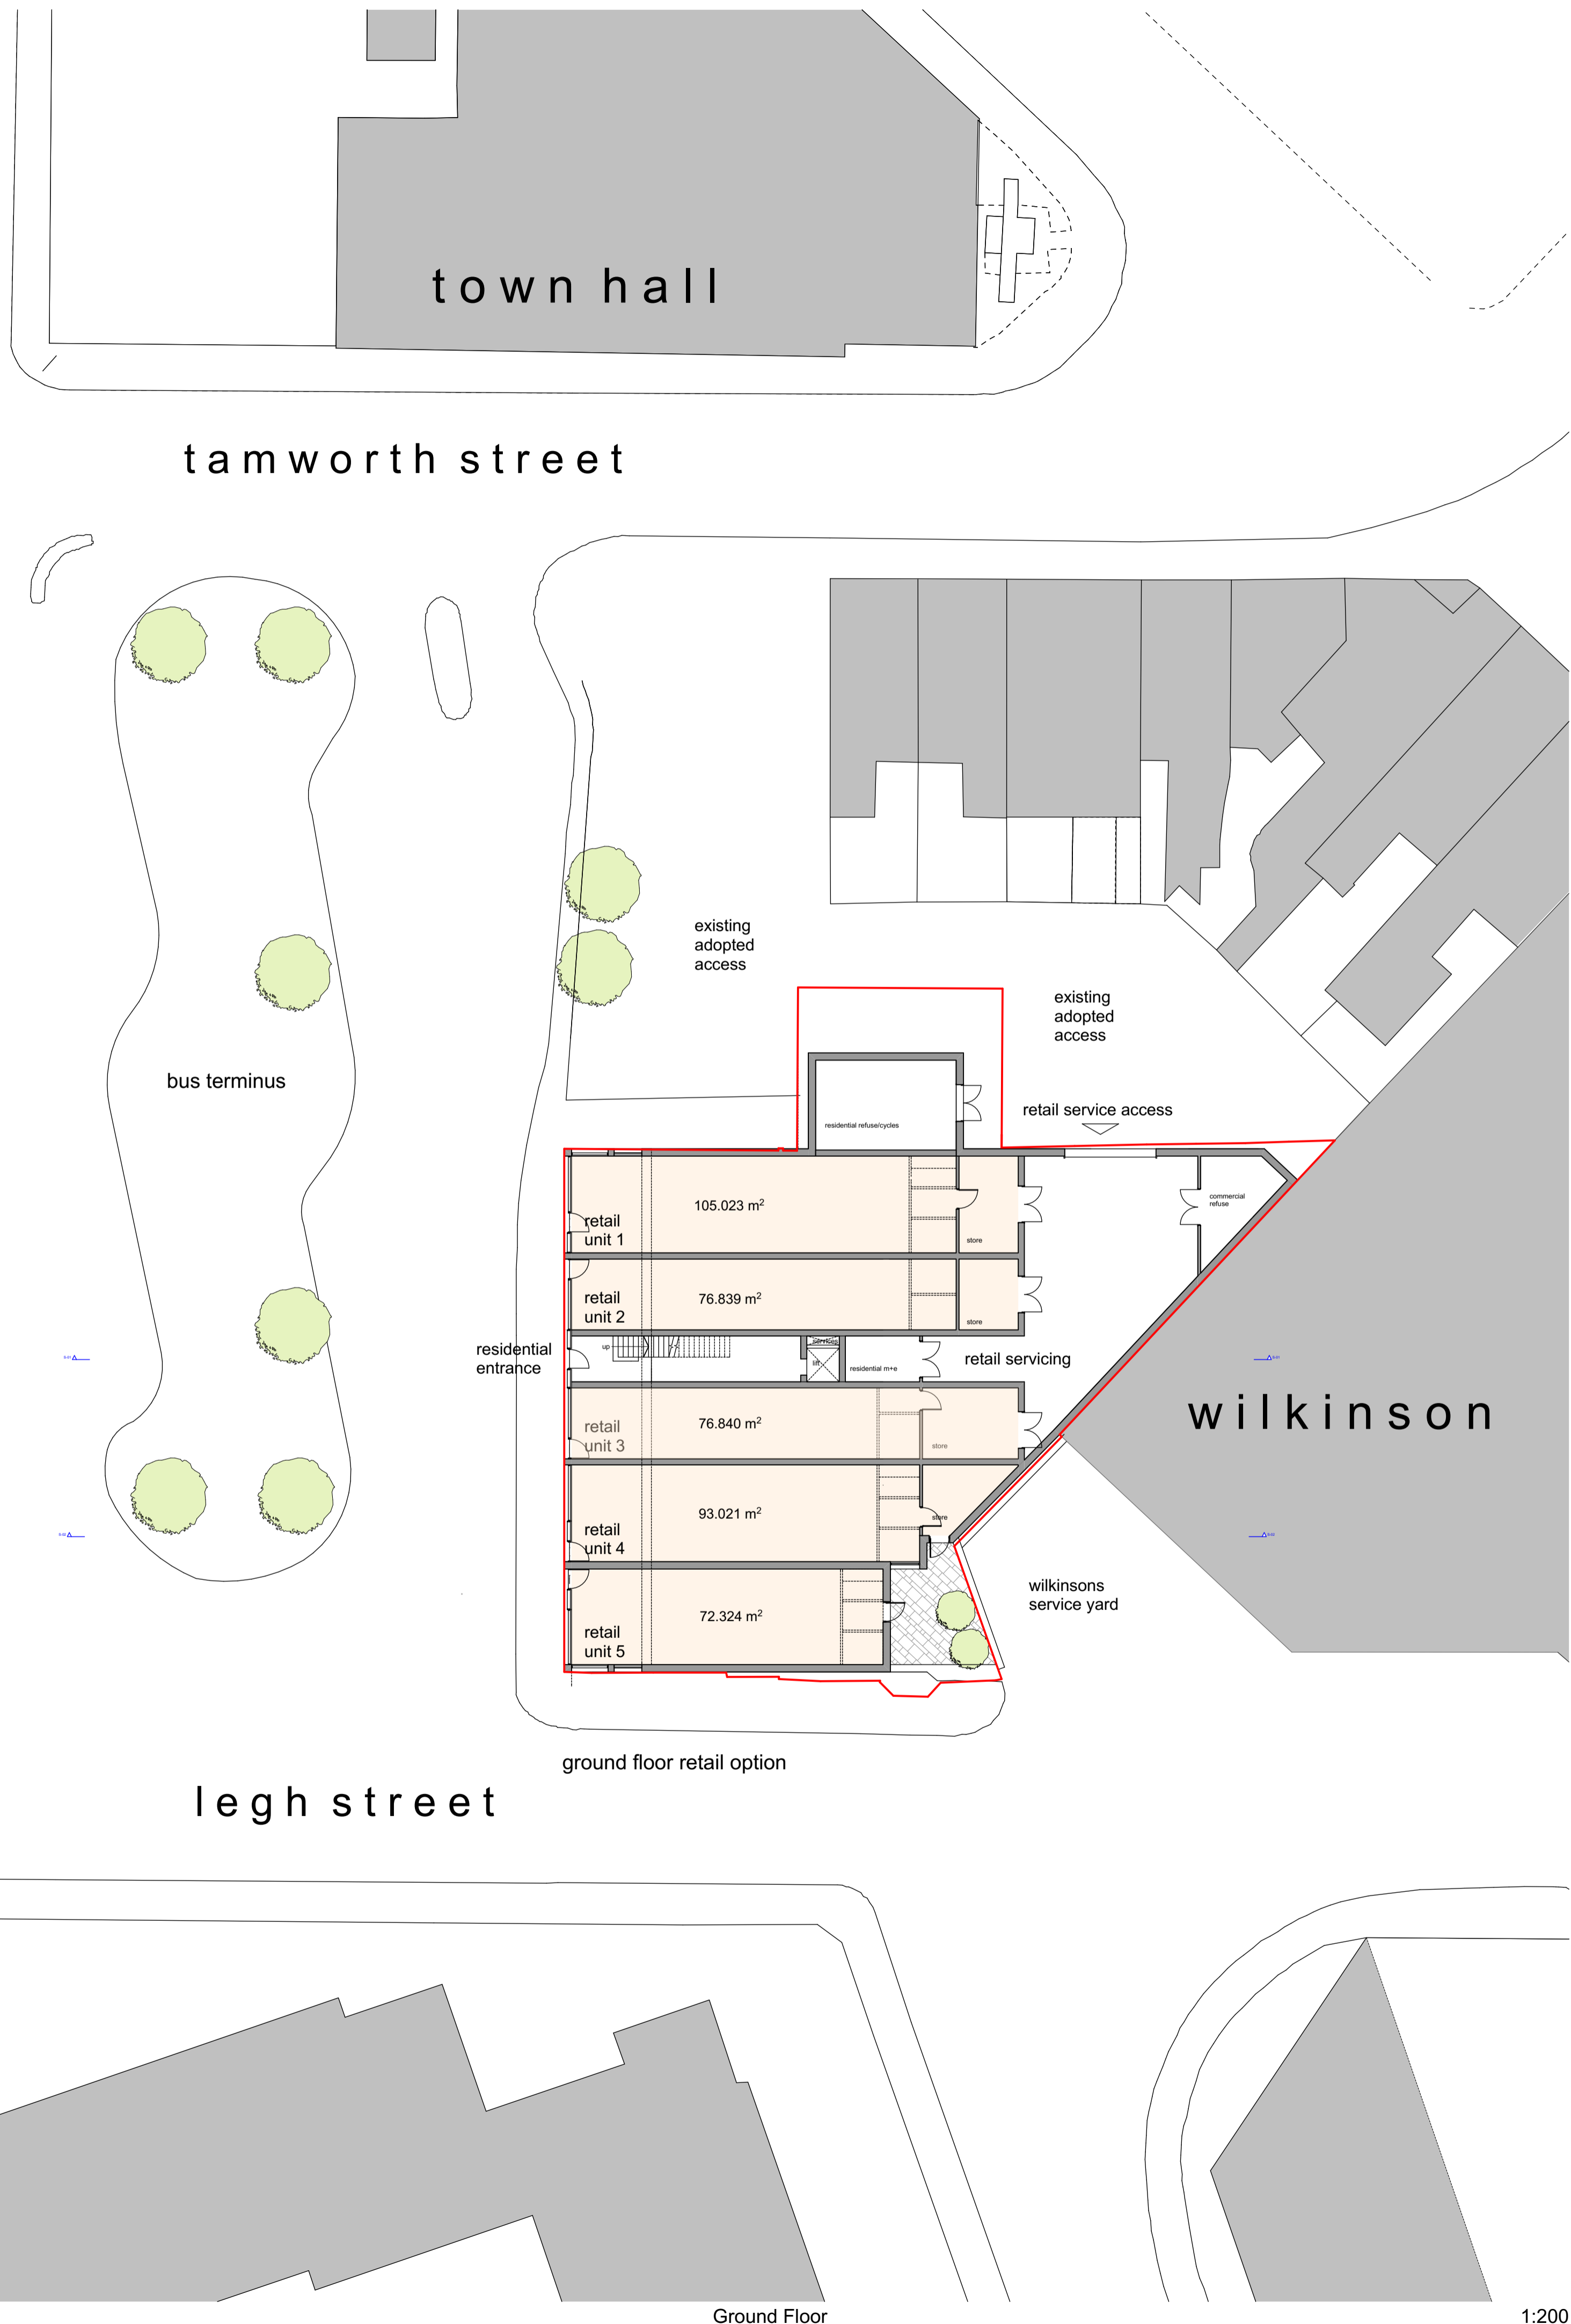 town hall
tamworth street
existing
adopted
access
existing
adopted
access
bus terminus
retail service access
residential refuse/cycles
commercial
refuse
105.023 m²
retail
unit 1
store
retail
unit 2
76.839 m²
store
residential
entrance
up
services
lift
residential m+e
retail servicing
retail
unit 3
76.840 m²
store
wilkinson
93.021 m²
retail
unit 4
store
wilkinsons
service yard
72.324 m²
retail
unit 5
ground floor retail option
legh street
Ground Floor
1:200